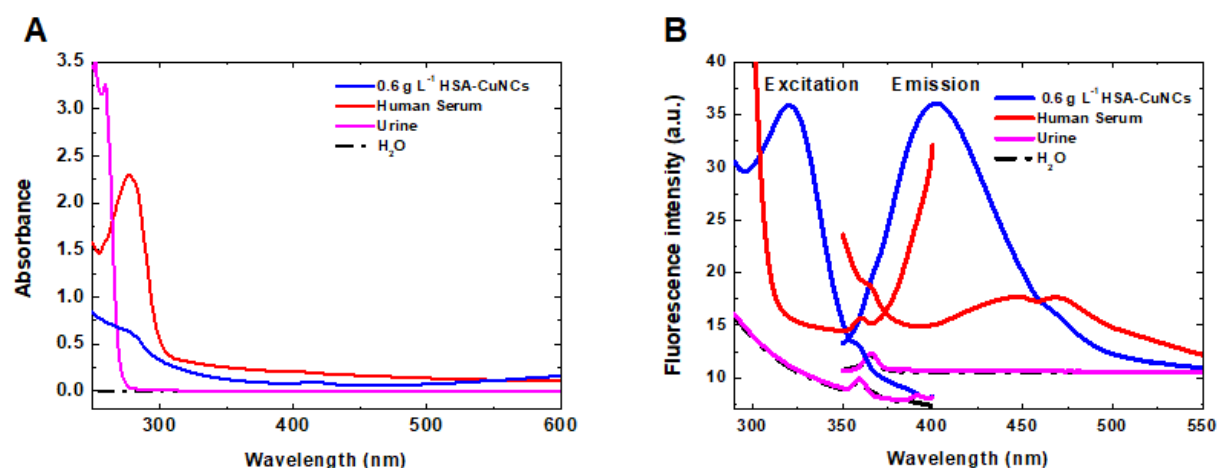 A
3.5
3.0
2.5
2.0
1.5
1.0
0.5
0.0
Absorbance
0.6 g L⁻¹ HSA-CuNCs
Human Serum
Urine
H₂O
300 400 500 600
Wavelength (nm)
B
40
35
30
25
20
15
10
Fluorescence intensity (a.u.)
Excitation Emission
0.6 g L⁻¹ HSA-CuNCs
Human Serum
Urine
H₂O
300 350 400 450 500 550
Wavelength (nm)